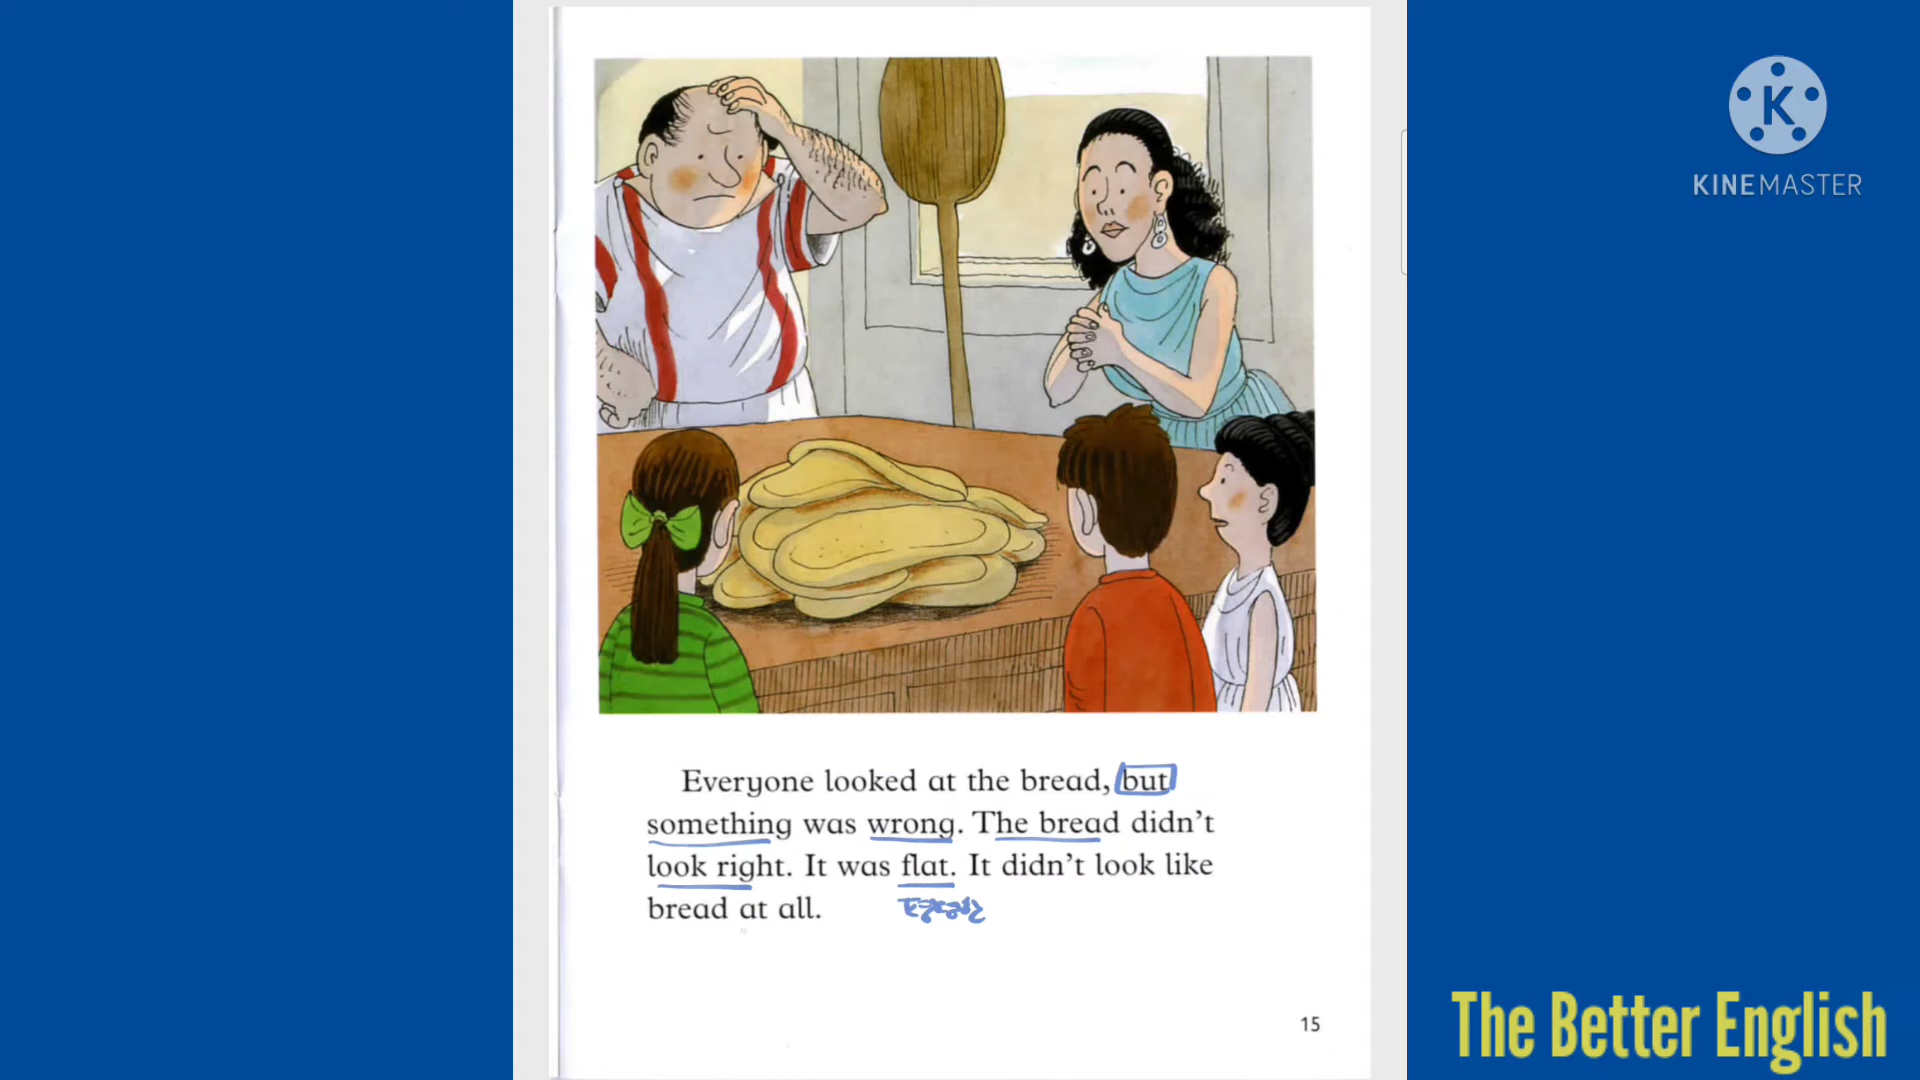 KINEMASTER
Everyone looked at the bread, but
something was wrong. The bread didn't
look right. It was flat. It didn't look like
bread at all.
15
The Better English